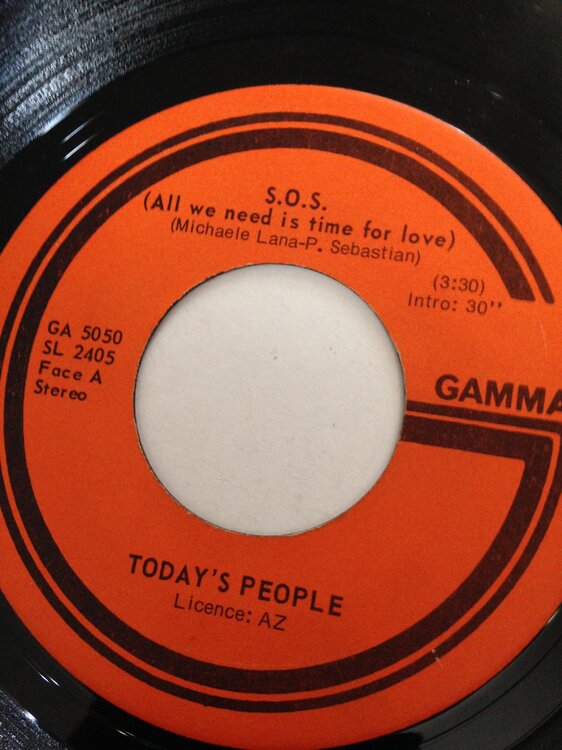 S.O.S.
(All we need is time for love)
(Michaele Lana-P. Sebastian)
(3:30)
Intro: 30''
GA 5050
SL 2405
Face A
Stereo
GAMMA
TODAY'S PEOPLE
Licence: AZ